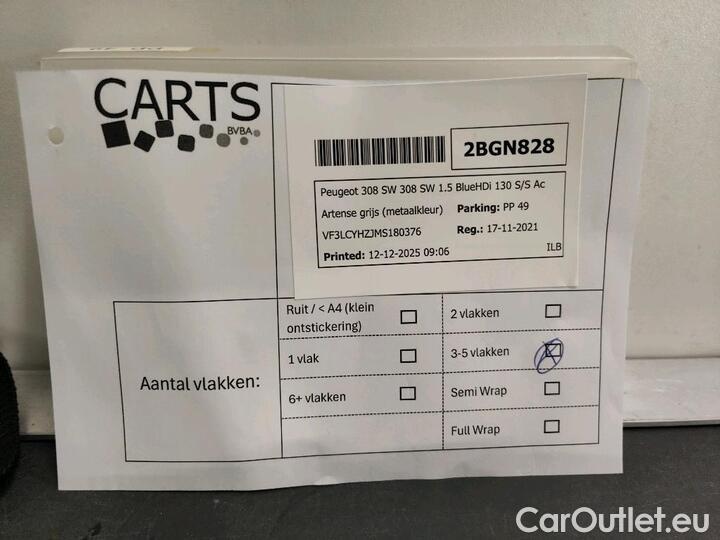 CARTS
BVBA
2BGN828
Peugeot 308 SW 308 SW 1.5 BlueHDi 130 S/S Ac
Artense grijs (metaalkleur) Parking: PP 49
VF3LCYHZJMS180376 Reg.: 17-11-2021
Printed: 12-12-2025 09:06 ILB
Aantal vlakken:
Ruit / < A4 (klein
ontstickering)
2 vlakken
1 vlak
3-5 vlakken
6+ vlakken
Semi Wrap
Full Wrap
CarOutlet.eu